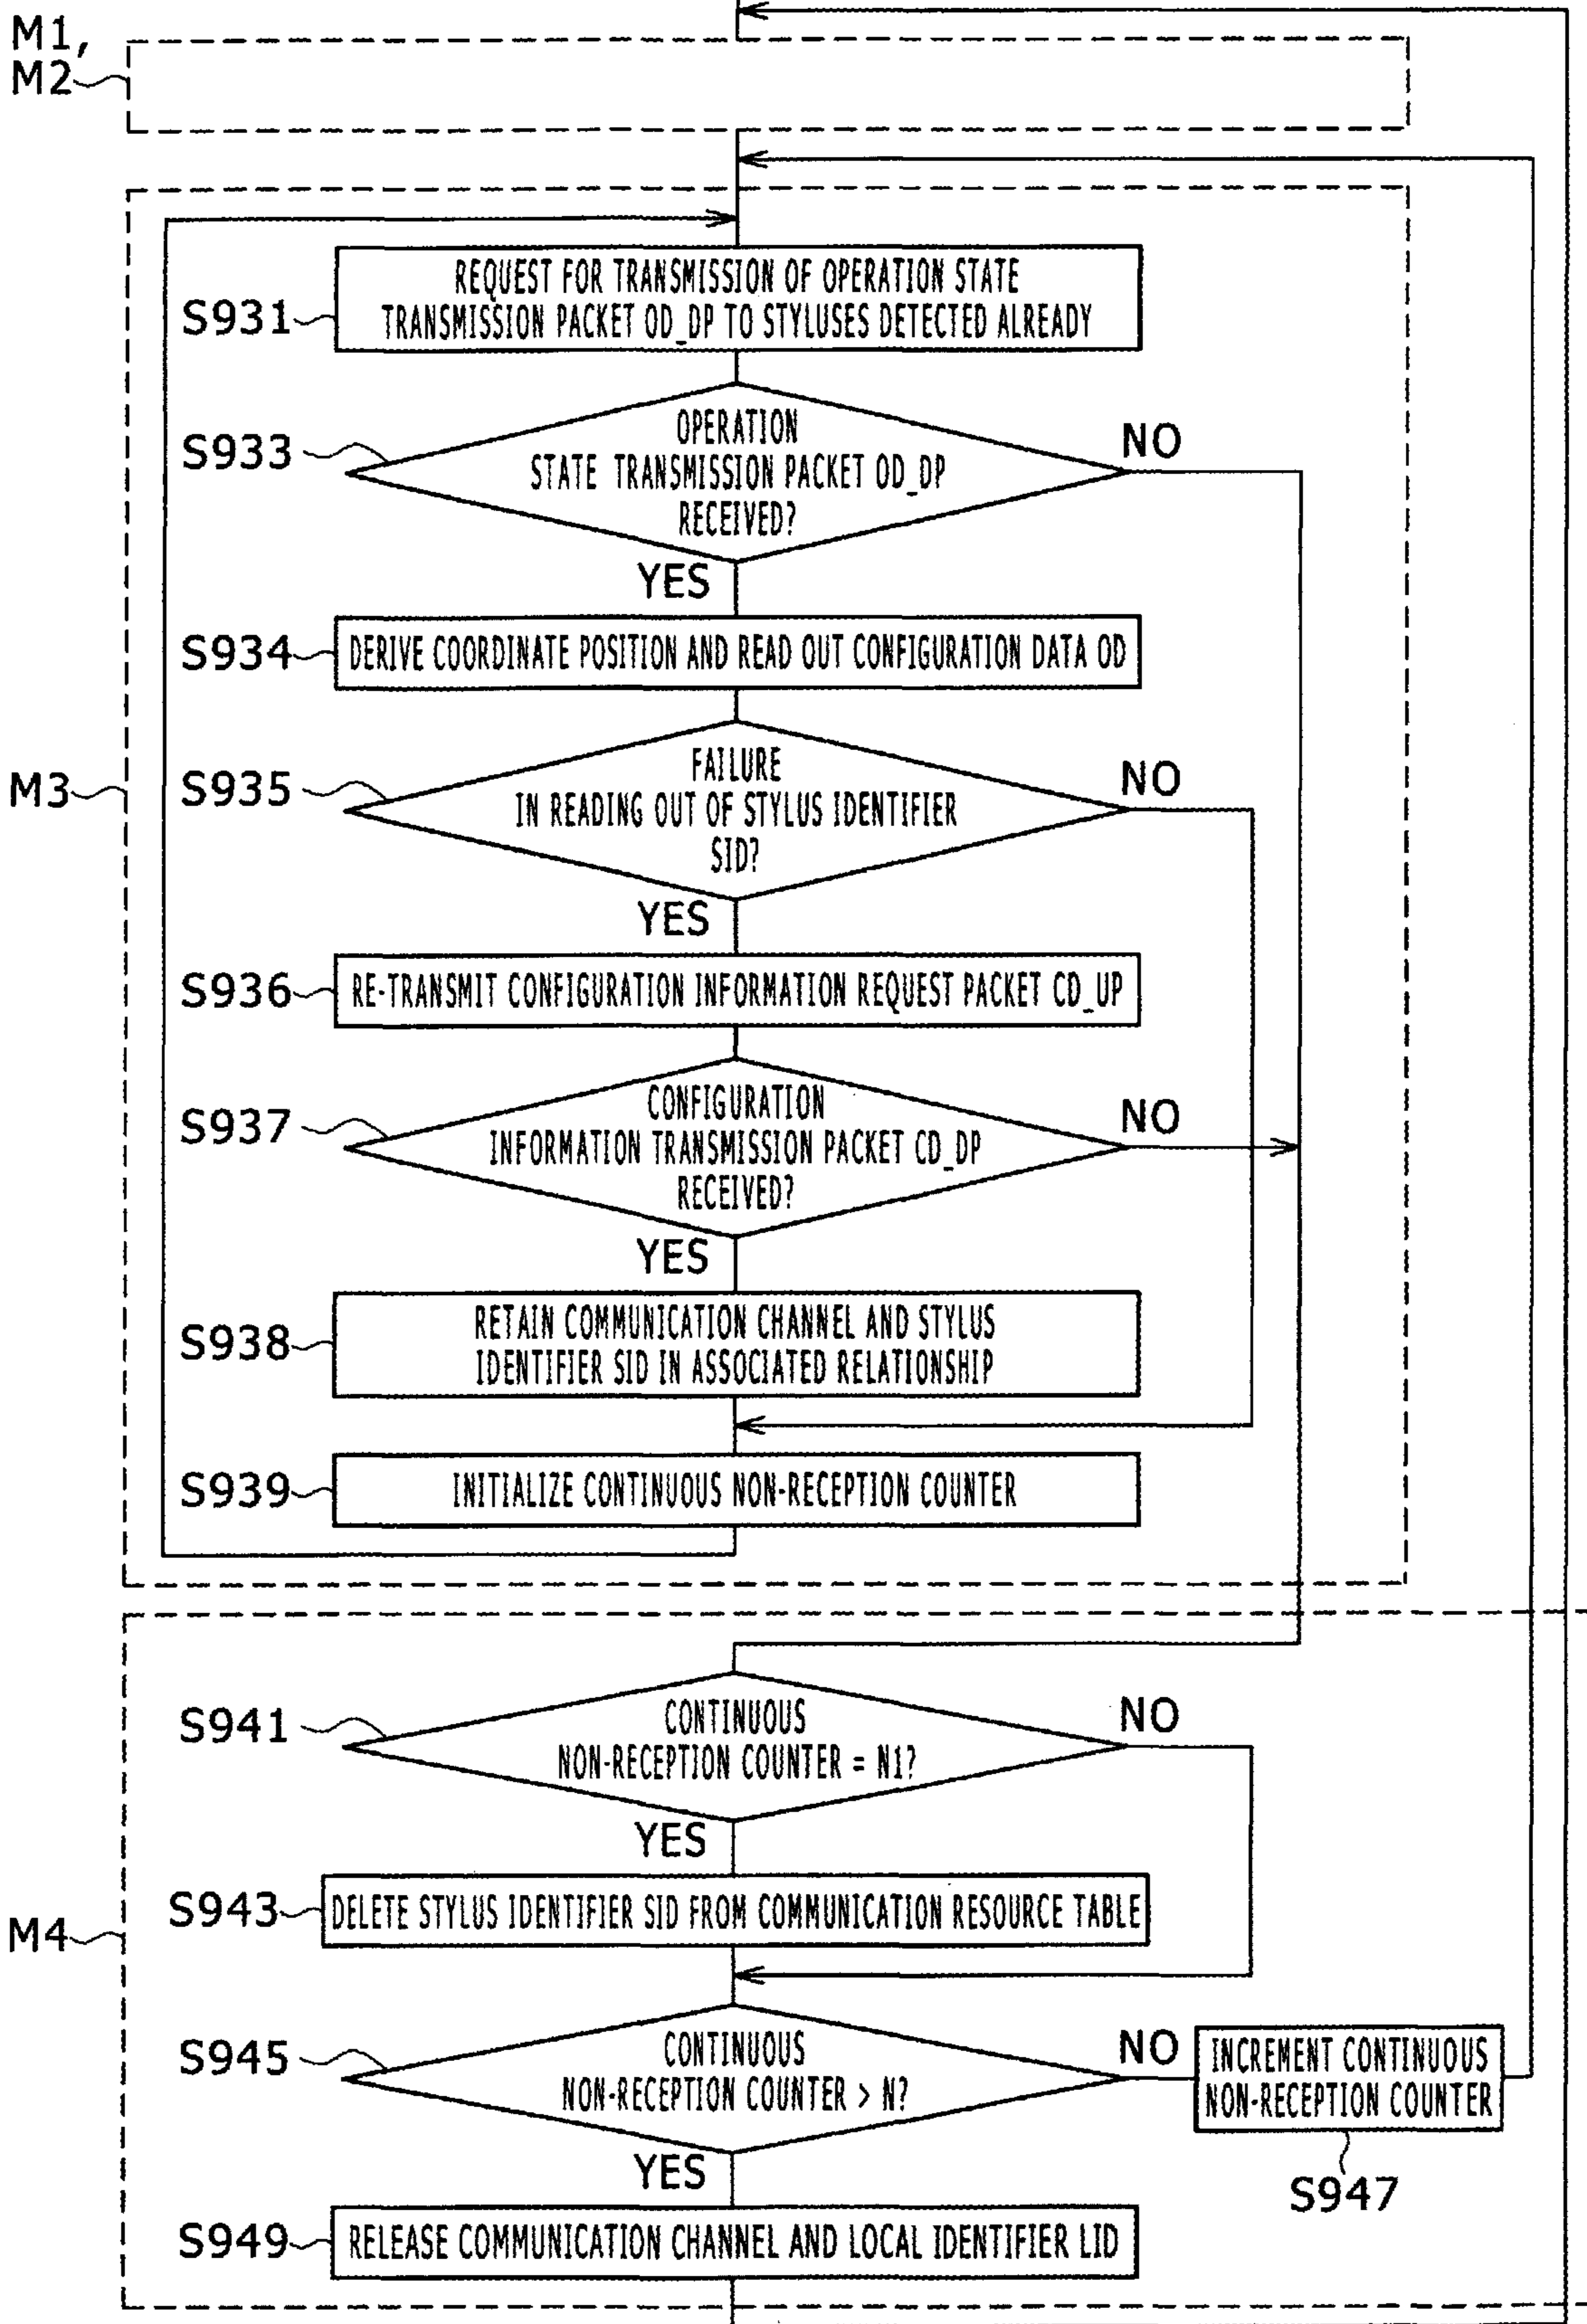 M1,
M2
S931
REQUEST FOR TRANSMISSION OF OPERATION STATE
TRANSMISSION PACKET OD_DP TO STYLUSES DETECTED ALREADY
S933
OPERATION
STATE TRANSMISSION PACKET OD_DP
RECEIVED?
NO
YES
S934
DERIVE COORDINATE POSITION AND READ OUT CONFIGURATION DATA OD
M3
S935
FAILURE
IN READING OUT OF STYLUS IDENTIFIER
SID?
NO
YES
S936
RE-TRANSMIT CONFIGURATION INFORMATION REQUEST PACKET CD_UP
S937
CONFIGURATION
INFORMATION TRANSMISSION PACKET CD_DP
RECEIVED?
NO
YES
S938
RETAIN COMMUNICATION CHANNEL AND STYLUS
IDENTIFIER SID IN ASSOCIATED RELATIONSHIP
S939
INITIALIZE CONTINUOUS NON-RECEPTION COUNTER
S941
CONTINUOUS
NON-RECEPTION COUNTER = N1?
NO
YES
M4
S943
DELETE STYLUS IDENTIFIER SID FROM COMMUNICATION RESOURCE TABLE
S945
CONTINUOUS
NON-RECEPTION COUNTER > N?
NO
INCREMENT CONTINUOUS
NON-RECEPTION COUNTER
S947
YES
S949
RELEASE COMMUNICATION CHANNEL AND LOCAL IDENTIFIER LID